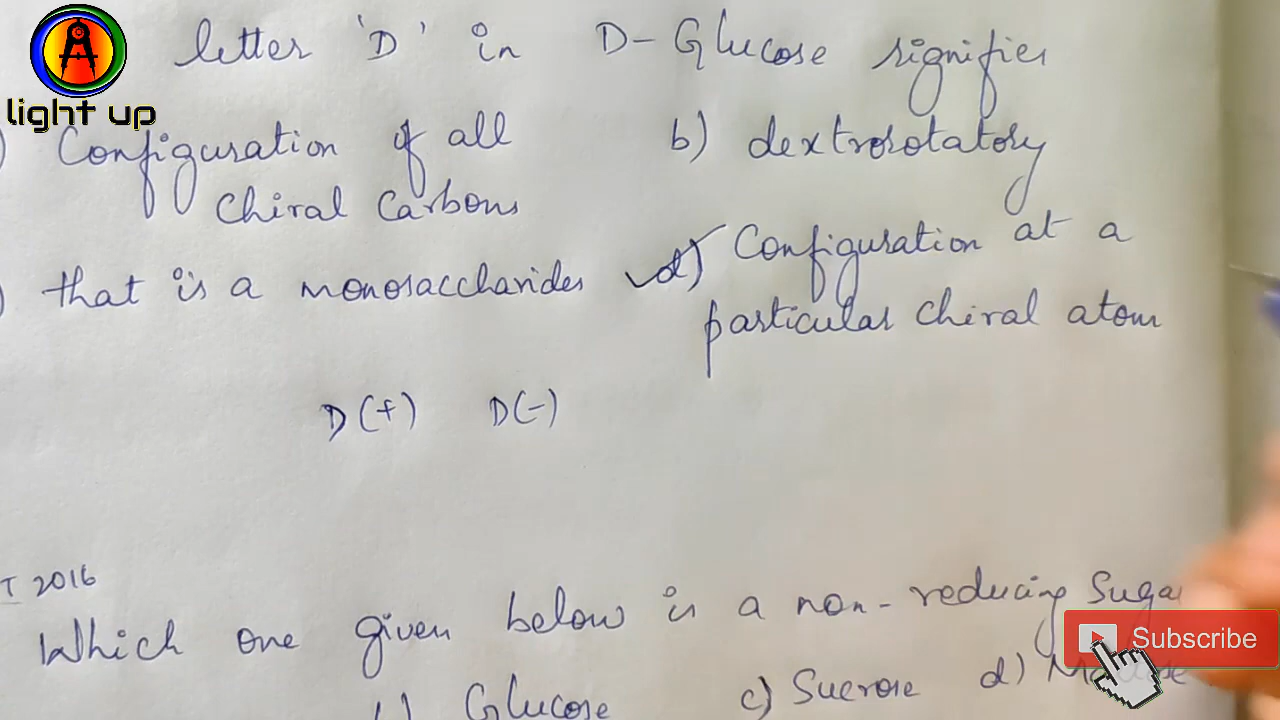 letter 'D' in D- Glucose signifies
light up
) Configuration of all b) dextrorotatory
chiral Carbons
) that is a monosaccharides d) Configuration at a
particular chiral atom
D(+) D(-)
T 2016
Which one given below is a non-reducing Suga
Subscribe
Glucose c) Sucrose d)